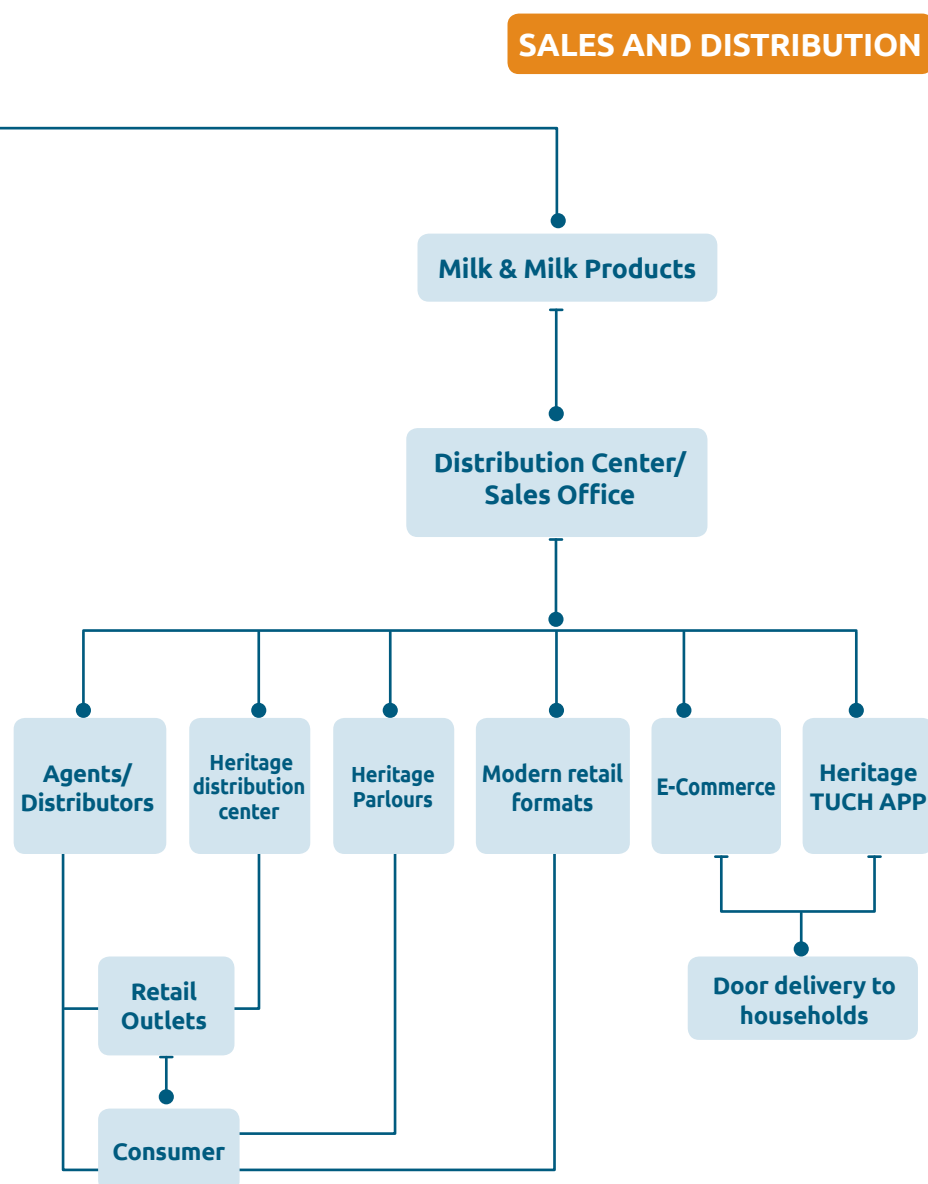 SALES AND DISTRIBUTION
Milk & Milk Products
Distribution Center/
Sales Office
Agents/
Distributors
Heritage
distribution
center
Heritage
Parlours
Modern retail
formats
E-Commerce
Heritage
TUCH APP
Retail
Outlets
Door delivery to
households
Consumer